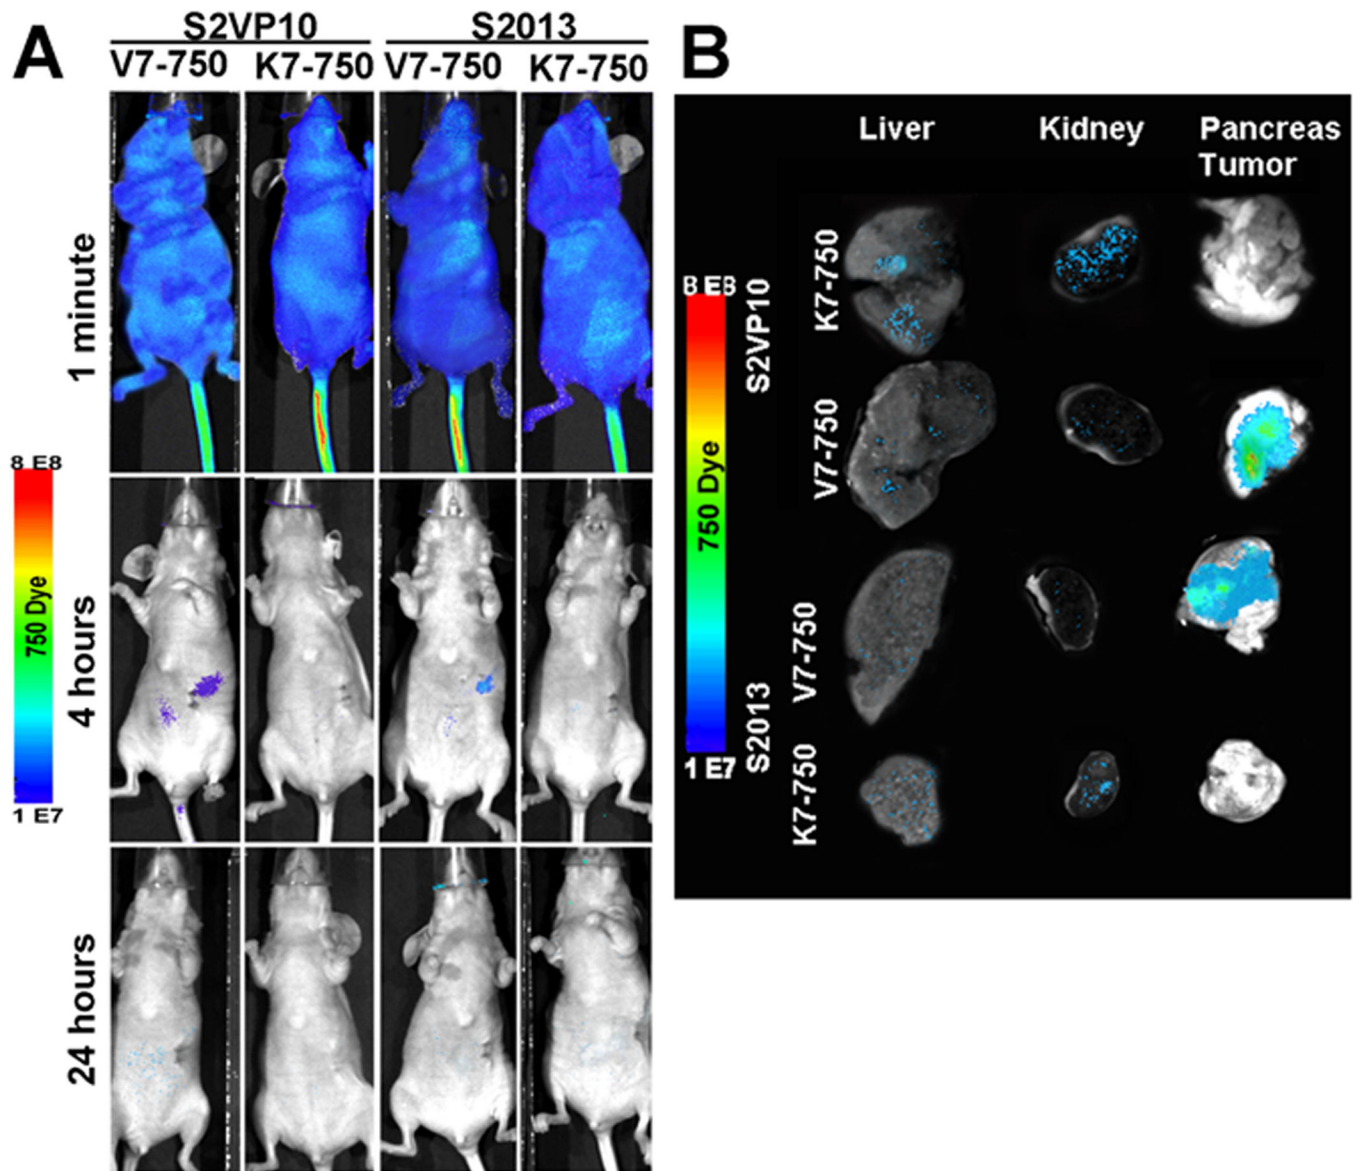 A
S2VP10
S2013
V7-750
K7-750
V7-750
K7-750
1 minute
4 hours
24 hours
8 E8
750 Dye
1 E7
B
Liver
Kidney
Pancreas
Tumor
8 E8
750 Dye
1 E7
S2VP10
S2013
K7-750
V7-750
V7-750
K7-750